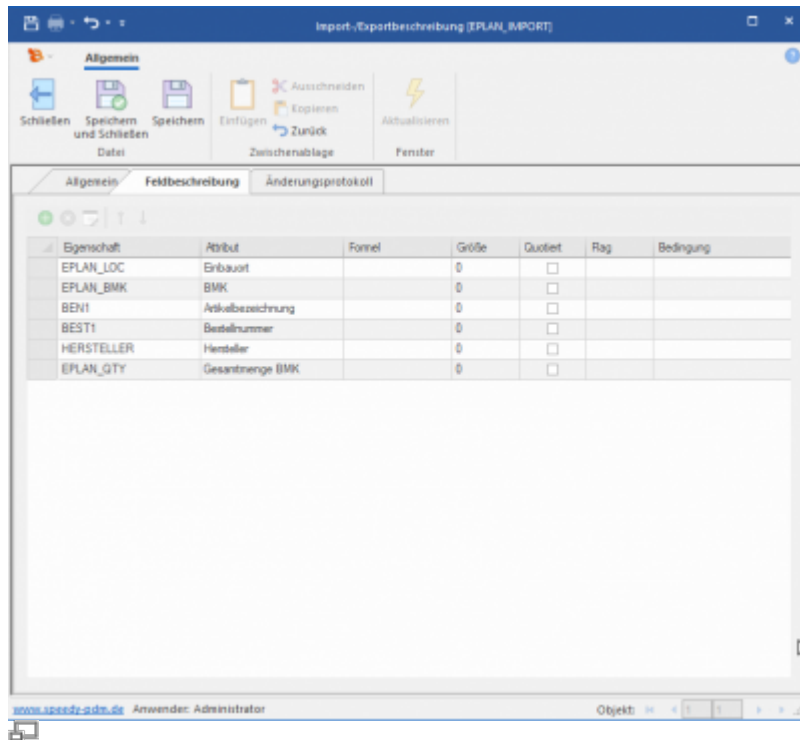 Import-/Exportbeschreibung [EPLAN_IMPORT]
Allgemein
Schließen
Speichern und Schließen
Speichern
Einfügen
Ausschneiden
Kopieren
Zurück
Aktualisieren
Datei
Zwischenablage
Fenster
Allgemein Feldbeschreibung Änderungsprotokoll
Eigenschaft Attribut Formel Größe Quotiert Flag Bedingung
EPLAN_LOC Einbauort 0
EPLAN_BMK BMK 0
BEN1 Artikelbezeichnung 0
BEST1 Bestellnummer 0
HERSTELLER Hersteller 0
EPLAN_QTY Gesamtmenge BMK 0
www.speedy-pdm.de Anwender: Administrator Objekt: 1 1